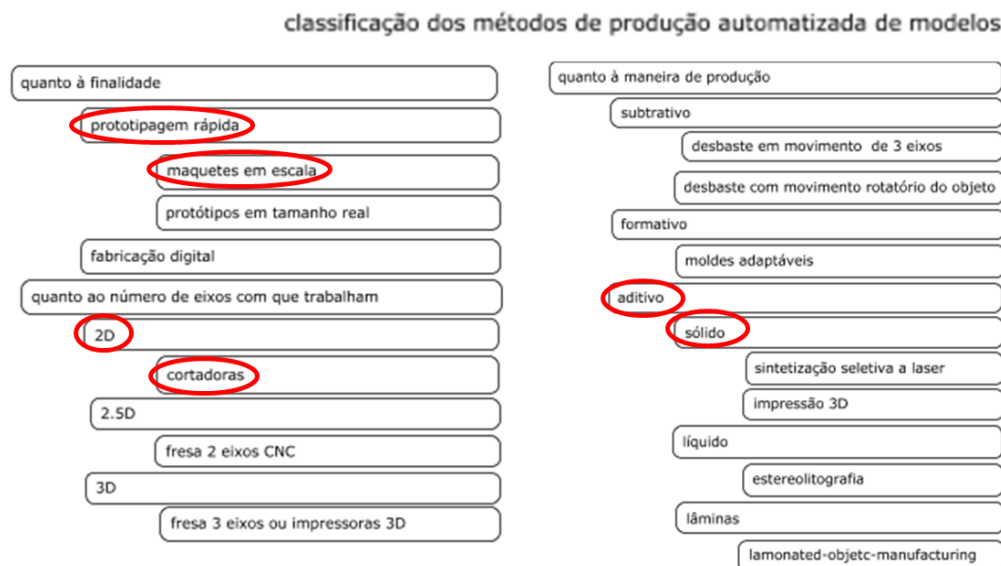 classificação dos métodos de produção automatizada de modelos
quanto à finalidade
prototipagem rápida
maquetes em escala
protótipos em tamanho real
fabricação digital
quanto ao número de eixos com que trabalham
2D
cortadoras
2.5D
fresa 2 eixos CNC
3D
fresa 3 eixos ou impressoras 3D
quanto à maneira de produção
subtrativo
desbaste em movimento de 3 eixos
desbaste com movimento rotatório do objeto
formativo
moldes adaptáveis
aditivo
sólido
sintetização seletiva a laser
impressão 3D
líquido
estereolitografia
lâminas
lamonated-objetc-manufacturing